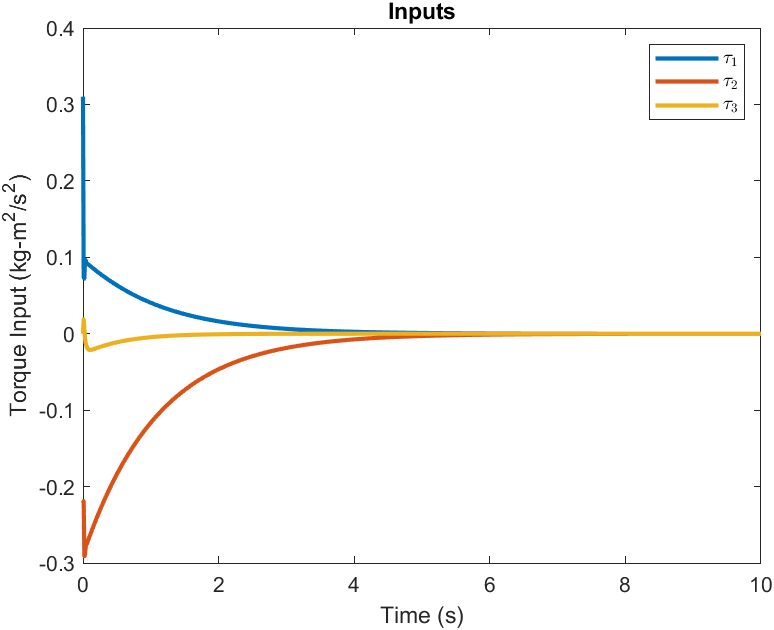 Inputs
0.4
0.3
0.2
0.1
0
-0.1
-0.2
-0.3
Torque Input (kg-m²/s²)
τ₁
τ₂
τ₃
0 2 4 6 8 10
Time (s)